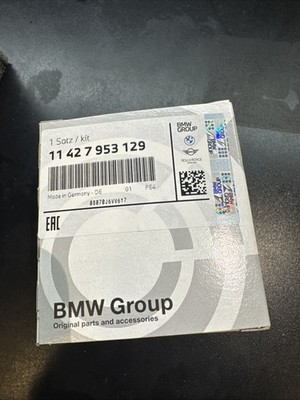 1 Satz / kit
11 42 7 953 129
BMW
GROUP
Made in Germany - DE 01 PG4
EAC
BMW Group
Original parts and accessories